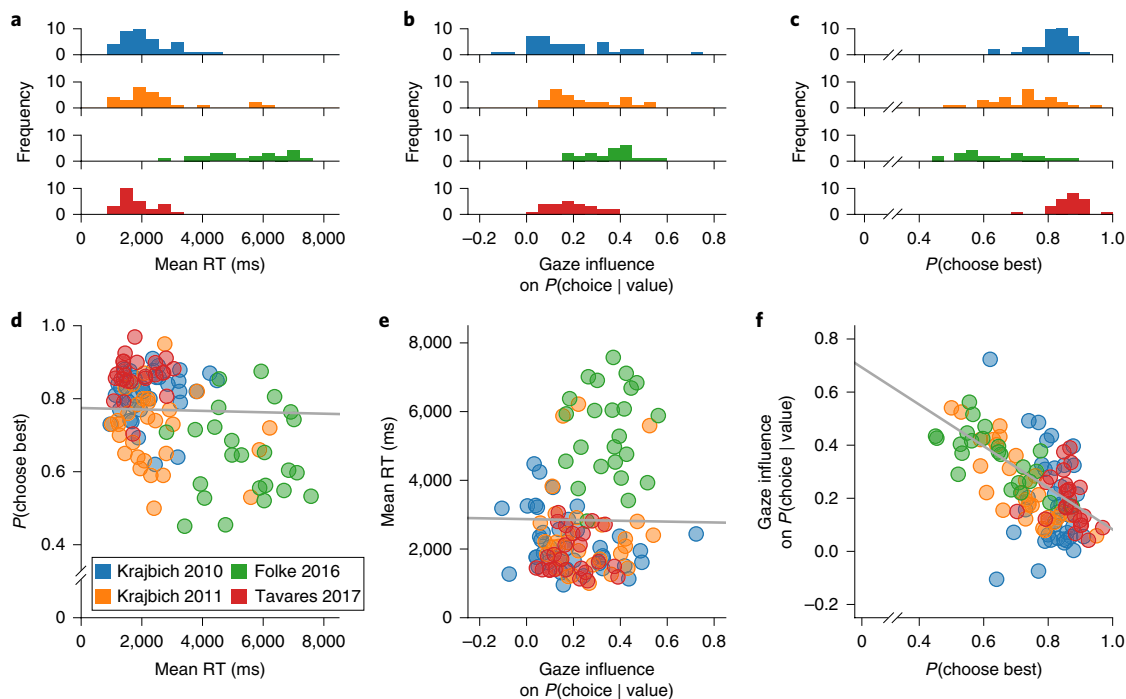 a
b
c
Frequency
10
0
10
0
10
0
10
0
0 2,000 4,000 6,000 8,000
Mean RT (ms)
Frequency
10
0
10
0
10
0
10
0
–0.2 0.0 0.2 0.4 0.6 0.8
Gaze influence
on P(choice | value)
Frequency
10
0
10
0
10
0
10
0
0 0.4 0.6 0.8 1.0
P(choose best)
d
e
f
P(choose best)
1.0
0.8
0.6
0.4
0
Krajbich 2010
Folke 2016
Krajbich 2011
Tavares 2017
0 2,000 4,000 6,000 8,000
Mean RT (ms)
Mean RT (ms)
8,000
6,000
4,000
2,000
0
–0.2 0.0 0.2 0.4 0.6 0.8
Gaze influence
on P(choice | value)
Gaze influence
on P(choice | value)
0.8
0.6
0.4
0.2
0.0
–0.2
0 0.4 0.6 0.8 1.0
P(choose best)